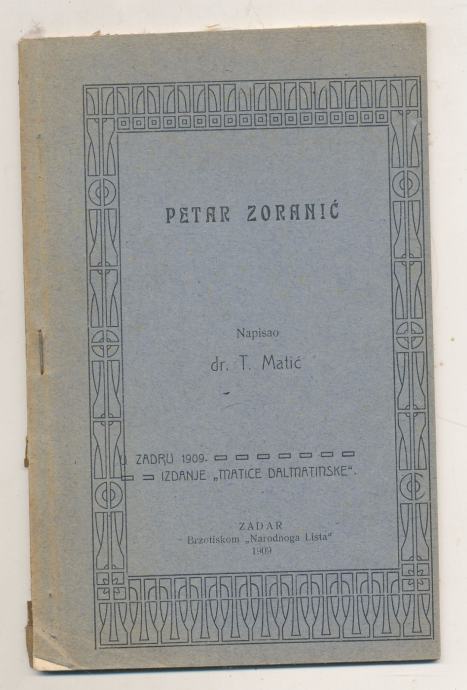 PETAR ZORANIĆ
Napisao
dr. T. Matić
U ZADRU 1909.
IZDANJE „MATICE DALMATINSKE“.
ZADAR
Brzotiskom „Narodnoga Lista“
1909